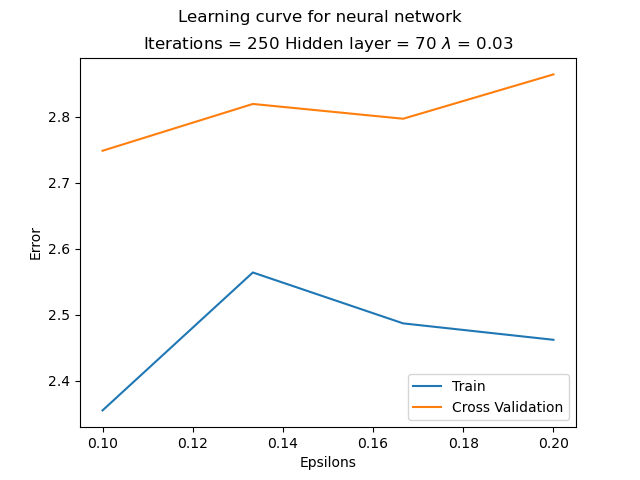 Learning curve for neural network
Iterations = 250 Hidden layer = 70 λ = 0.03
Error
2.8
2.7
2.6
2.5
2.4
0.10 0.12 0.14 0.16 0.18 0.20
Epsilons
Train
Cross Validation